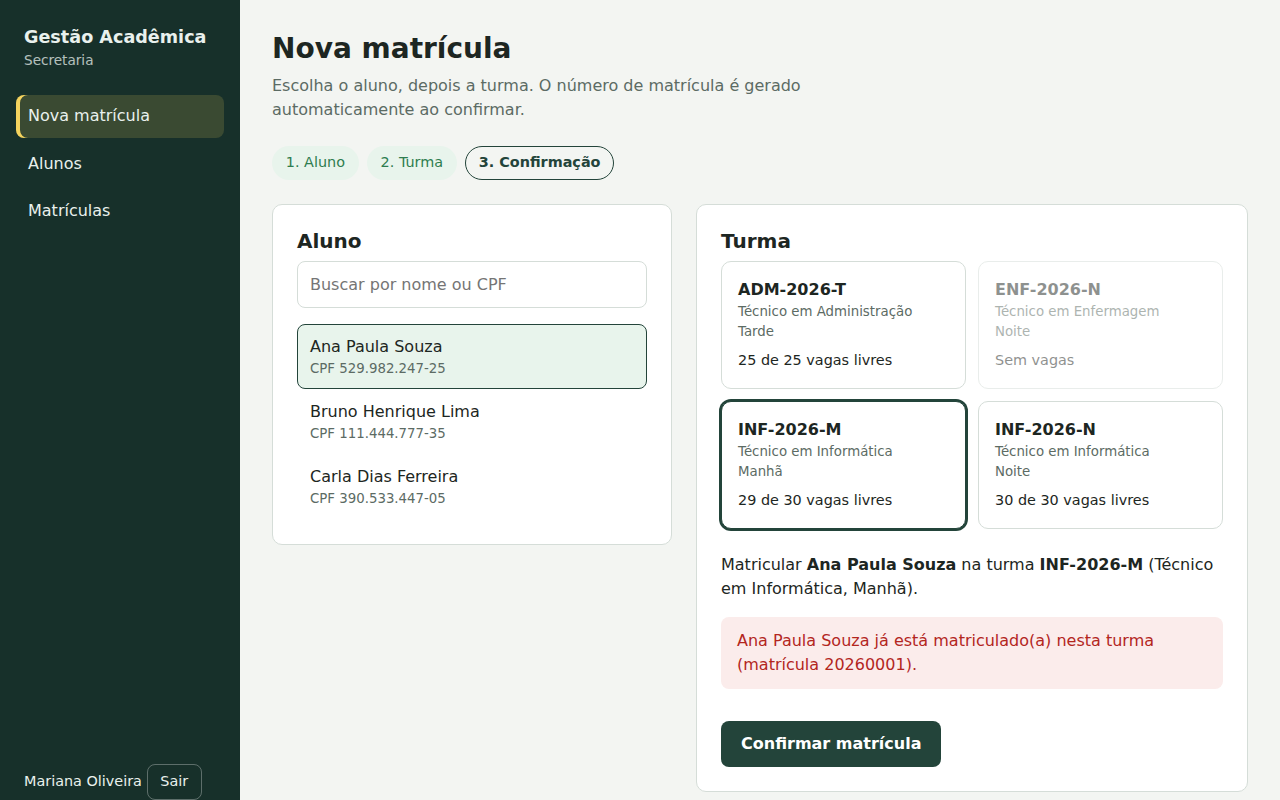 Gestão Acadêmica
Secretaria
Nova matrícula
Alunos
Matrículas
Mariana Oliveira
Sair
Nova matrícula
Escolha o aluno, depois a turma. O número de matrícula é gerado
automaticamente ao confirmar.
1. Aluno
2. Turma
3. Confirmação
Aluno
Buscar por nome ou CPF
Ana Paula Souza
CPF 529.982.247-25
Bruno Henrique Lima
CPF 111.444.777-35
Carla Dias Ferreira
CPF 390.533.447-05
Turma
ADM-2026-T
Técnico em Administração
Tarde
25 de 25 vagas livres
ENF-2026-N
Técnico em Enfermagem
Noite
Sem vagas
INF-2026-M
Técnico em Informática
Manhã
29 de 30 vagas livres
INF-2026-N
Técnico em Informática
Noite
30 de 30 vagas livres
Matricular Ana Paula Souza na turma INF-2026-M (Técnico
em Informática, Manhã).
Ana Paula Souza já está matriculado(a) nesta turma
(matrícula 20260001).
Confirmar matrícula